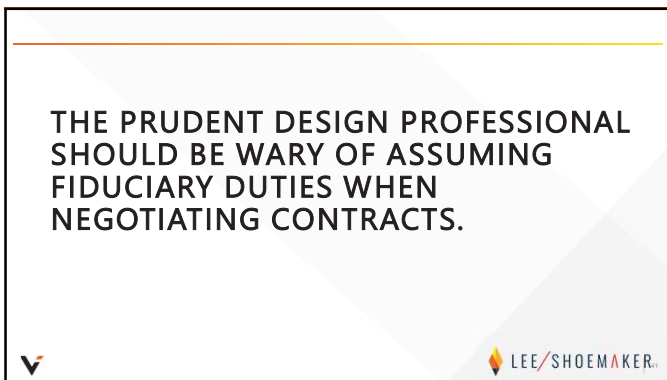 THE PRUDENT DESIGN PROFESSIONAL
SHOULD BE WARY OF ASSUMING
FIDUCIARY DUTIES WHEN
NEGOTIATING CONTRACTS.
LEE/SHOEMAKER